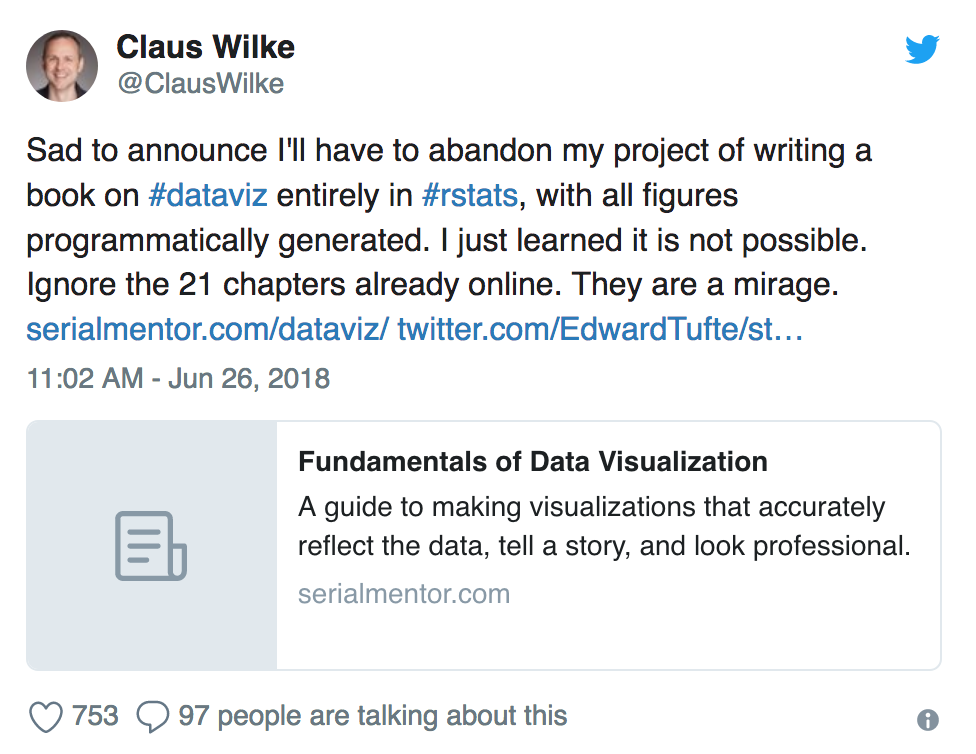 Claus Wilke
@ClausWilke
Sad to announce I'll have to abandon my project of writing a
book on #dataviz entirely in #rstats, with all figures
programmatically generated. I just learned it is not possible.
Ignore the 21 chapters already online. They are a mirage.
serialmentor.com/dataviz/ twitter.com/EdwardTufte/st…
11:02 AM - Jun 26, 2018
Fundamentals of Data Visualization
A guide to making visualizations that accurately
reflect the data, tell a story, and look professional.
serialmentor.com
753 97 people are talking about this